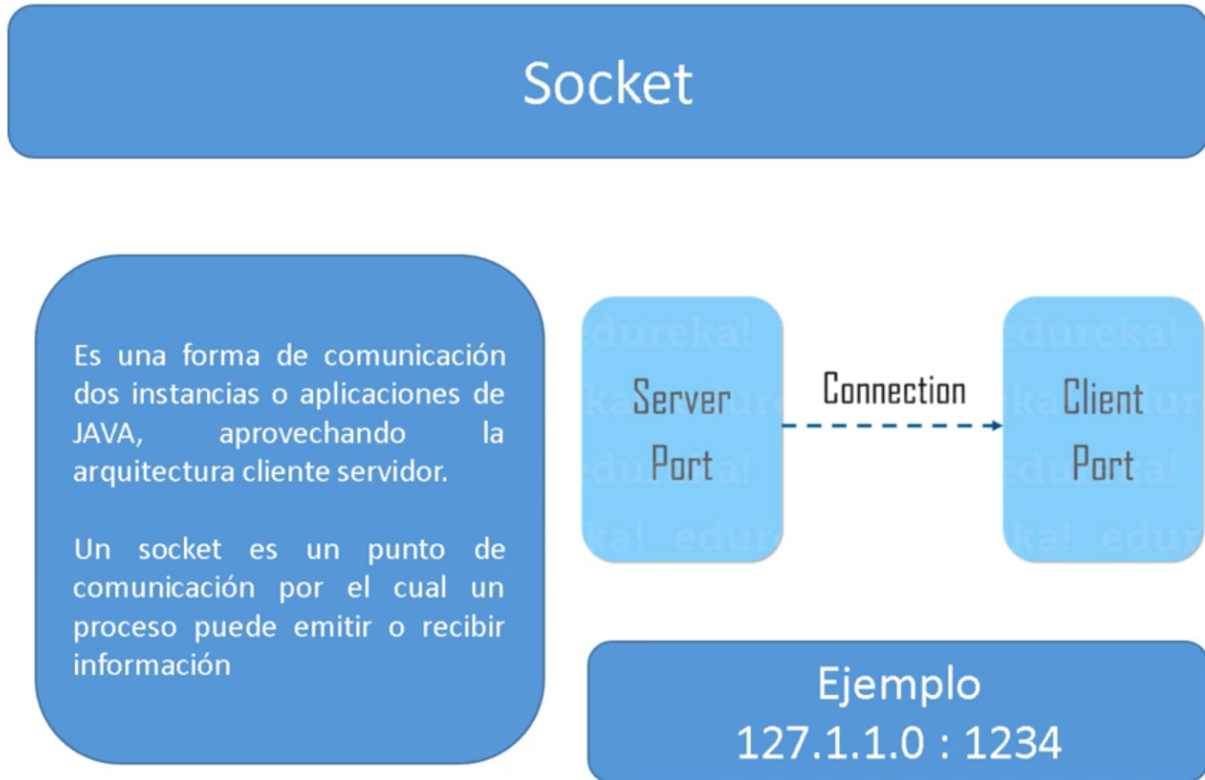 Socket
Es una forma de comunicación
dos instancias o aplicaciones de
JAVA, aprovechando la
arquitectura cliente servidor.
Un socket es un punto de
comunicación por el cual un
proceso puede emitir o recibir
información
Server
Port
Connection
Client
Port
edureka!
edureka!
Ejemplo
127.1.1.0 : 1234